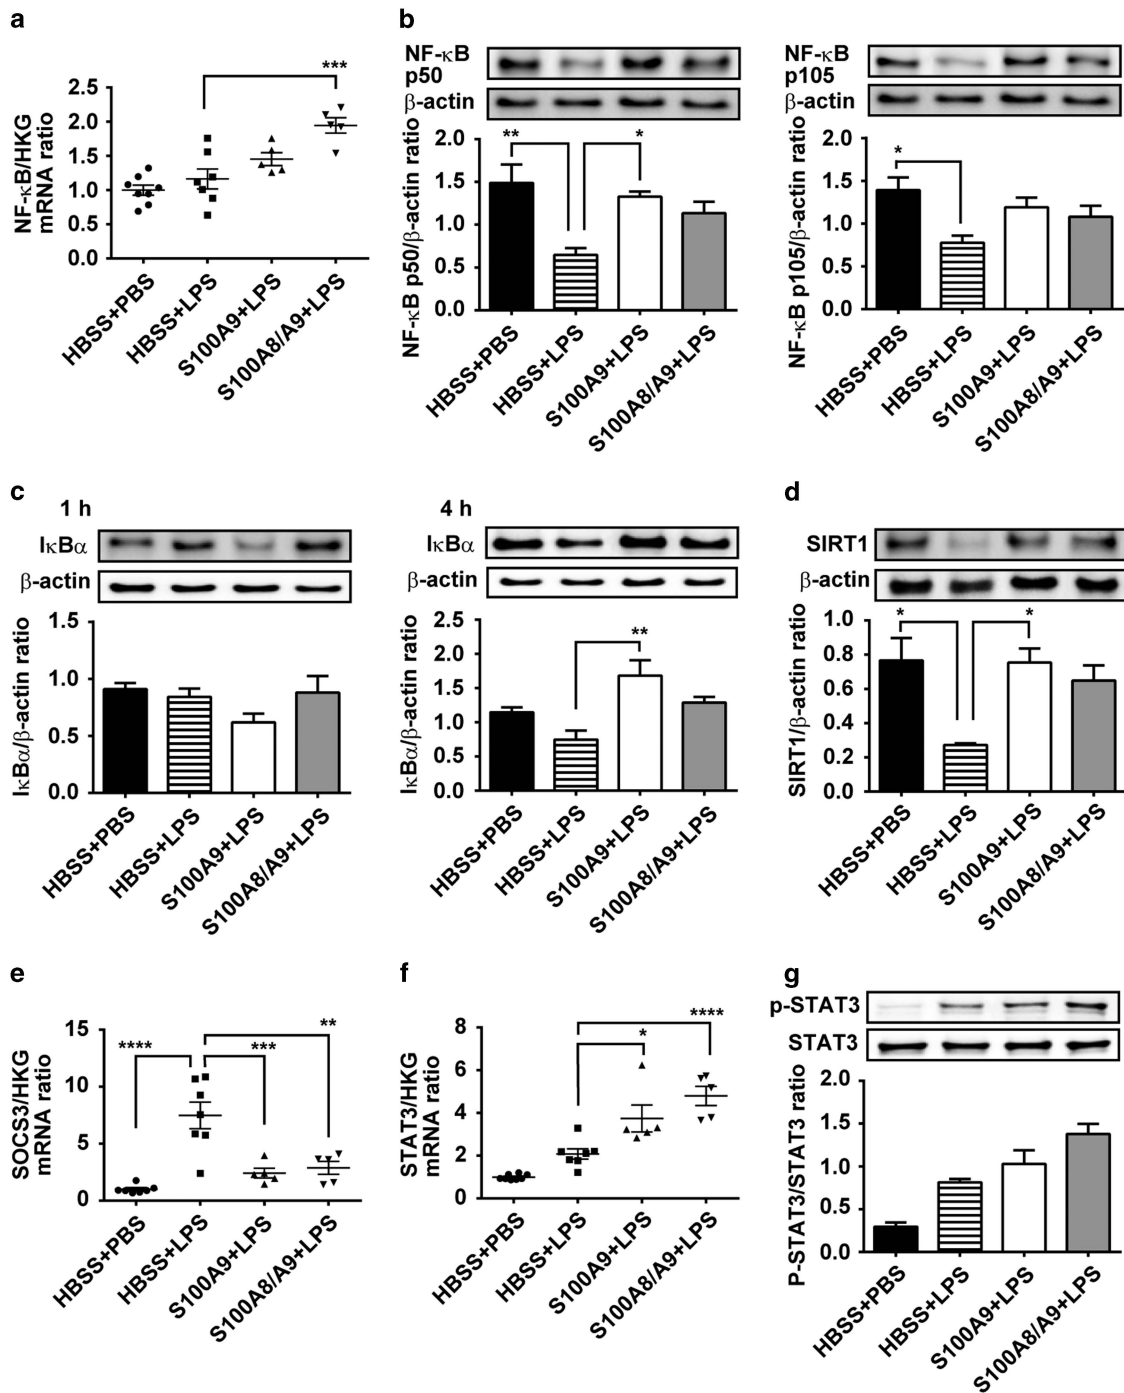 a
NF-κB/HKG
mRNA ratio
2.5
2.0
1.5
1.0
0.5
0.0
***
HBSS+PBS
HBSS+LPS
S100A9+LPS
S100A8/A9+LPS
b
NF-κB
p50
β-actin
NF-κB p50/β-actin ratio
2.0
1.5
1.0
0.5
0.0
**
*
HBSS+PBS
HBSS+LPS
S100A9+LPS
S100A8/A9+LPS
NF-κB
p105
β-actin
NF-κB p105/β-actin ratio
2.0
1.5
1.0
0.5
0.0
*
HBSS+PBS
HBSS+LPS
S100A9+LPS
S100A8/A9+LPS
c
1 h
IκBα
β-actin
IκBα/β-actin ratio
1.5
1.0
0.5
0.0
HBSS+PBS
HBSS+LPS
S100A9+LPS
S100A8/A9+LPS
4 h
IκBα
β-actin
IκBα/β-actin ratio
2.5
2.0
1.5
1.0
0.5
0.0
**
HBSS+PBS
HBSS+LPS
S100A9+LPS
S100A8/A9+LPS
d
SIRT1
β-actin
SIRT1/β-actin ratio
1.0
0.8
0.6
0.4
0.2
0.0
*
*
HBSS+PBS
HBSS+LPS
S100A9+LPS
S100A8/A9+LPS
e
SOCS3/HKG
mRNA ratio
15
10
5
0
****
***
**
HBSS+PBS
HBSS+LPS
S100A9+LPS
S100A8/A9+LPS
f
STAT3/HKG
mRNA ratio
8
6
4
2
0
*
****
HBSS+PBS
HBSS+LPS
S100A9+LPS
S100A8/A9+LPS
g
p-STAT3
STAT3
P-STAT3/STAT3 ratio
2.0
1.5
1.0
0.5
0.0
HBSS+PBS
HBSS+LPS
S100A9+LPS
S100A8/A9+LPS